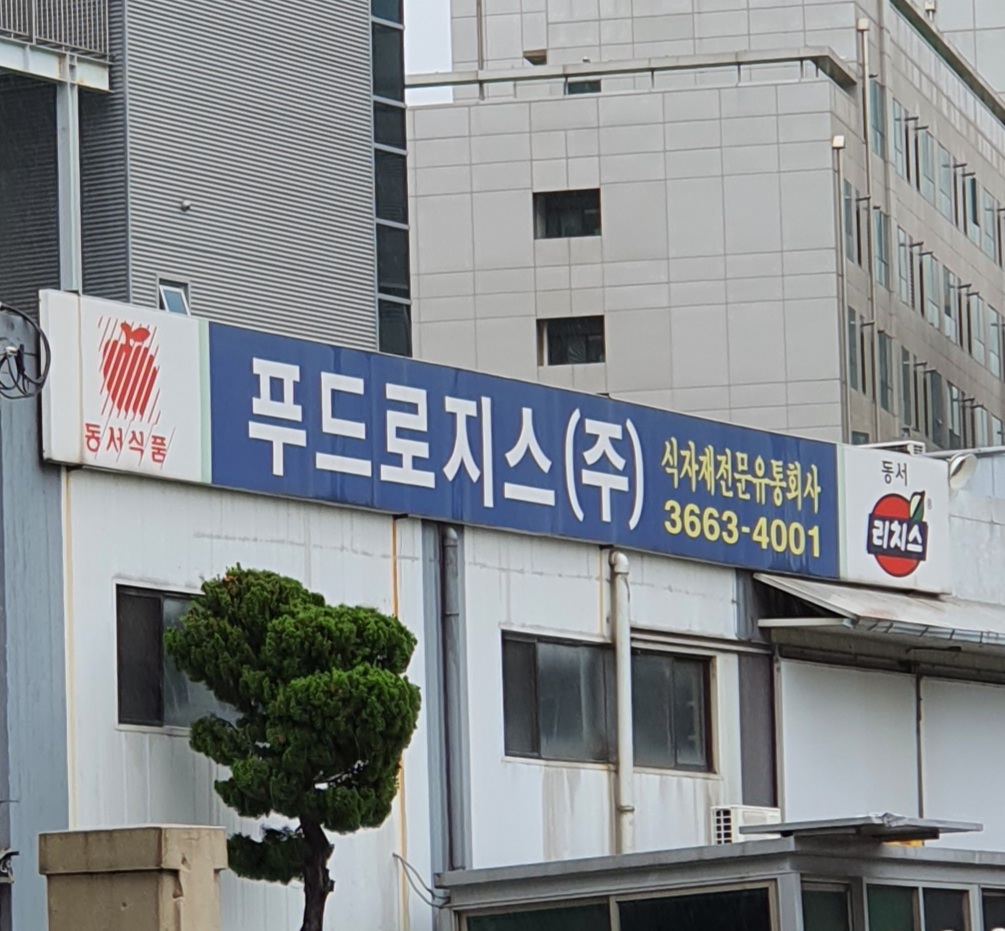 동서식품
푸드로지스(주)
식자재전문유통회사
3663-4001
동서
리치스
®